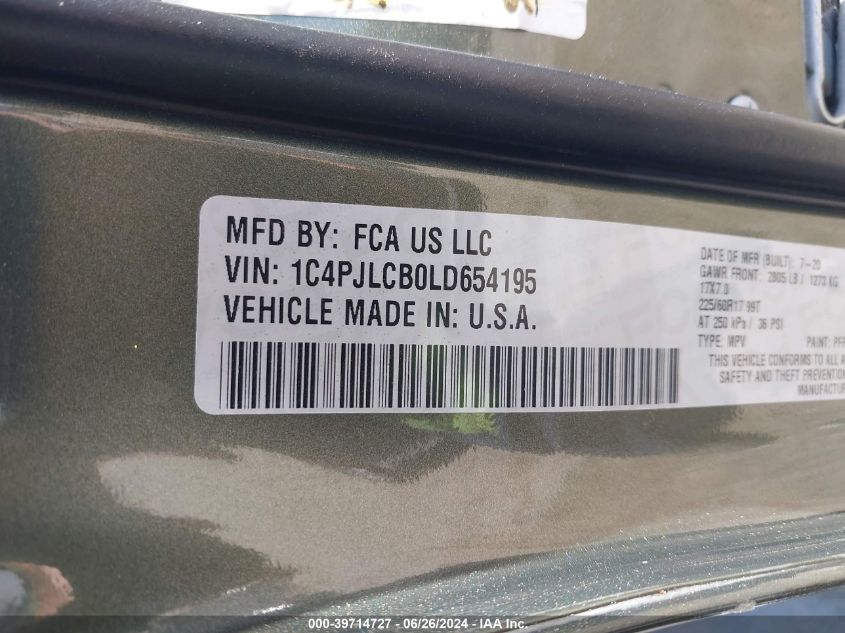 MFD BY: FCA US LLC
VIN: 1C4PJLCB0LD654195
VEHICLE MADE IN: U.S.A.
DATE OF MFR (BUILT): 7-20
GAWR FRONT: 2805 LB / 1273 KG
17X7.0
225/60R17 99T
AT 250 kPa / 36 PSI
TYPE: MPV PAINT:
THIS VEHICLE CONFORMS TO ALL A
SAFETY AND THEFT PREVENTION
MANUFACTUR
000-39714727 - 06/26/2024 - IAA, Inc.